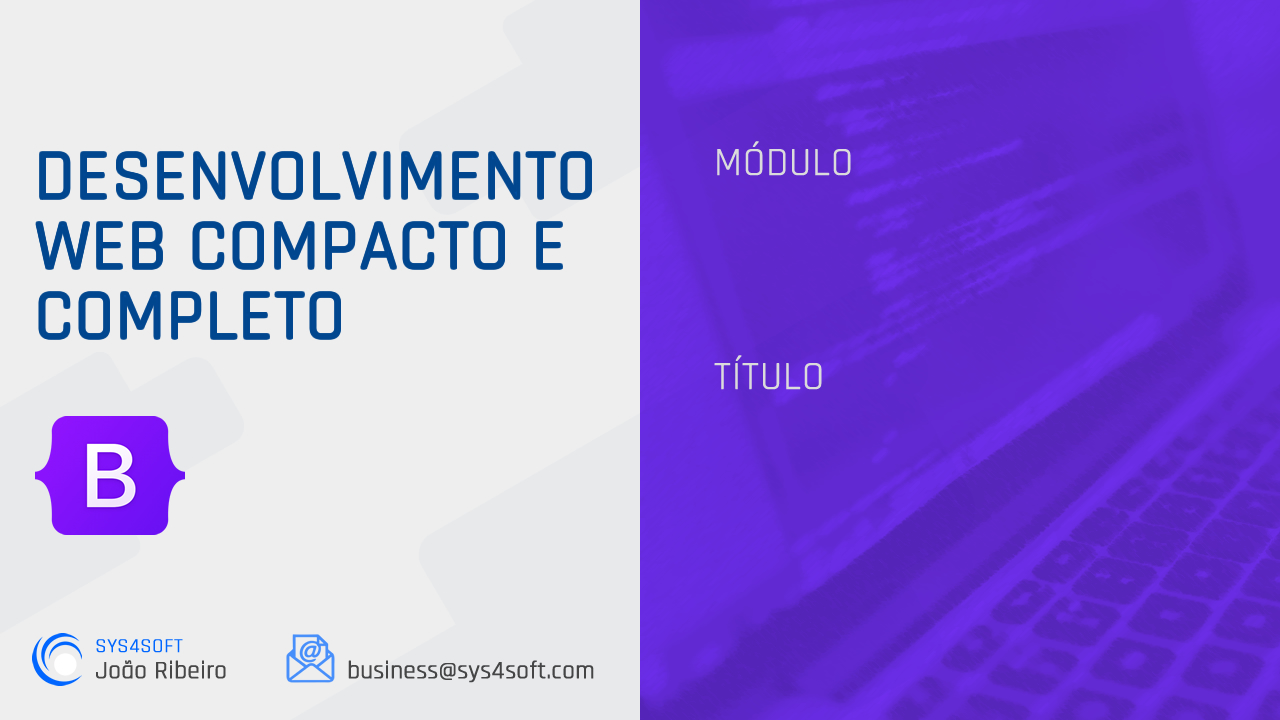 DESENVOLVIMENTO
WEB COMPACTO E
COMPLETO
B
SYS4SOFT
João Ribeiro
business@sys4soft.com
MÓDULO
TÍTULO